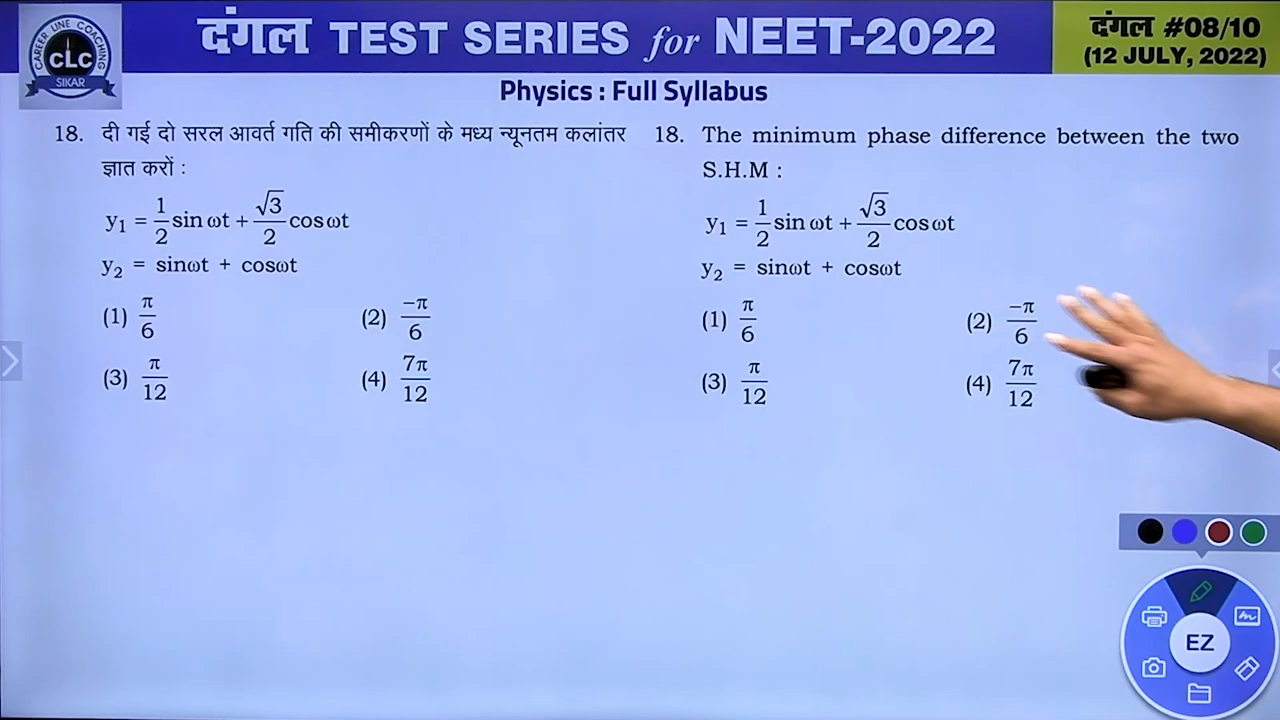 दंगल TEST SERIES for NEET-2022
दंगल #08/10
(12 JULY, 2022)
CAREER LINE COACHING
CLC
SIKAR
Physics : Full Syllabus
18. दी गई दो सरल आवर्त गति की समीकरणों के मध्य न्यूनतम कलांतर
ज्ञात करों :
y₁ = 1/2 sin ωt + √3/2 cos ωt
y₂ = sinωt + cosωt
(1) π/6 (2) −π/6
(3) π/12 (4) 7π/12
18. The minimum phase difference between the two
S.H.M :
y₁ = 1/2 sin ωt + √3/2 cos ωt
y₂ = sinωt + cosωt
(1) π/6 (2) −π/6
(3) π/12 (4) 7π/12
EZ